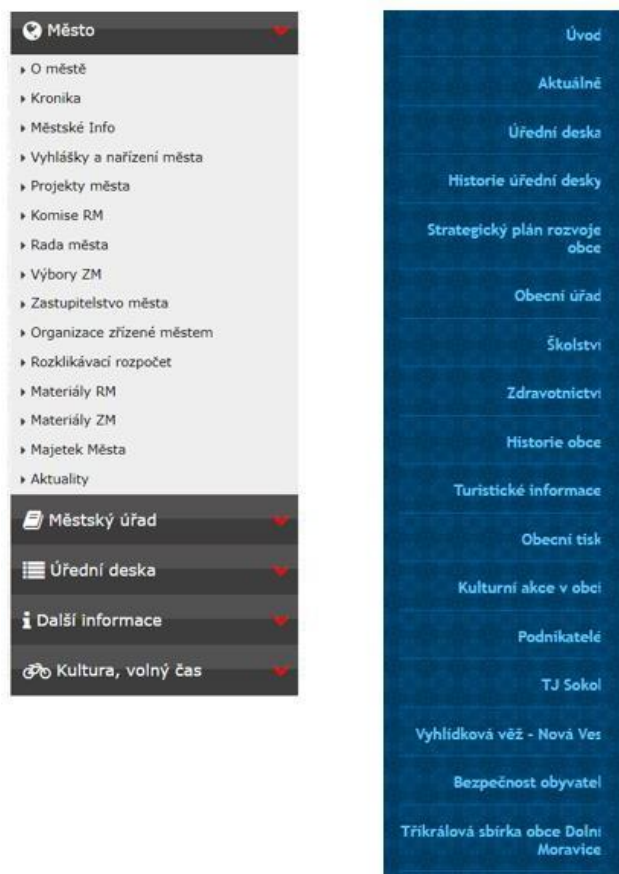 Město
O městě
Kronika
Městské Info
Vyhlášky a nařízení města
Projekty města
Komise RM
Rada města
Výbory ZM
Zastupitelstvo města
Organizace zřízené městem
Rozklikávací rozpočet
Materiály RM
Materiály ZM
Majetek Města
Aktuality
Městský úřad
Úřední deska
Další informace
Kultura, volný čas
Úvod
Aktuálně
Úřední deska
Historie úřední desky
Strategický plán rozvoje
obce
Obecní úřad
Školství
Zdravotnictví
Historie obce
Turistické informace
Obecní tisk
Kulturní akce v obci
Podnikatelé
TJ Sokol
Vyhlídková věž - Nová Ves
Bezpečnost obyvatel
Tříkrálová sbírka obce Dolní
Moravice